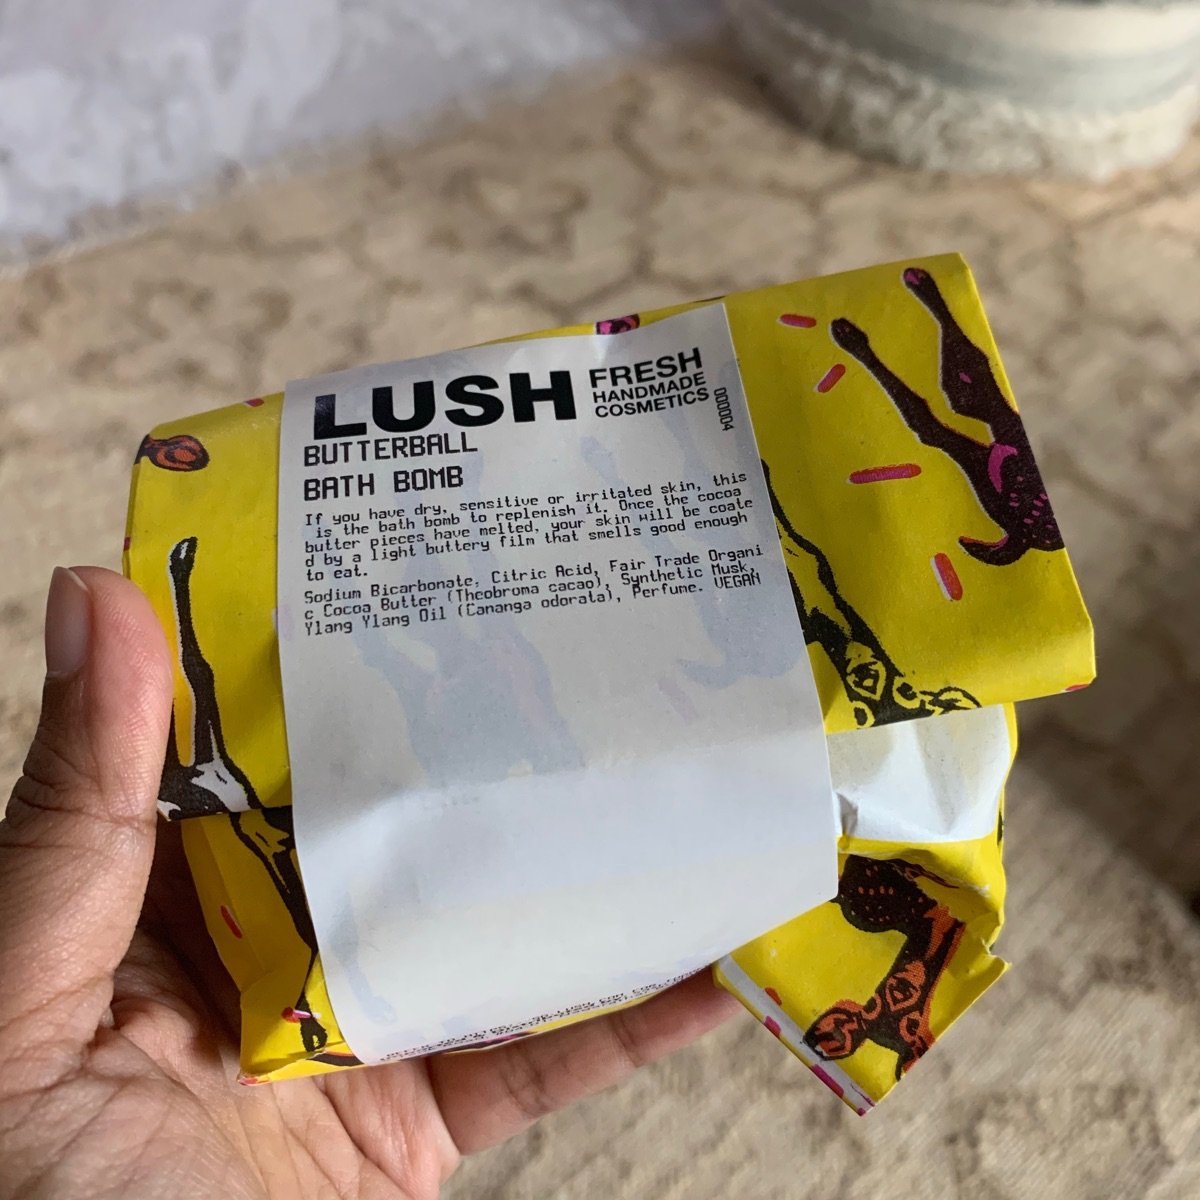 LUSH FRESH
HANDMADE
COSMETICS
000004
BUTTERBALL
BATH BOMB
If you have dry, sensitive or irritated skin, this
is the bath bomb to replenish it. Once the cocoa
butter pieces have melted, your skin will be coate
d by a light buttery film that smells good enough
to eat.
Sodium Bicarbonate, Citric Acid, Fair Trade Organi
c Cocoa Butter (Theobroma cacao), Synthetic Musk,
Ylang Ylang Oil (Cananga odorata), Perfume. VEGAN